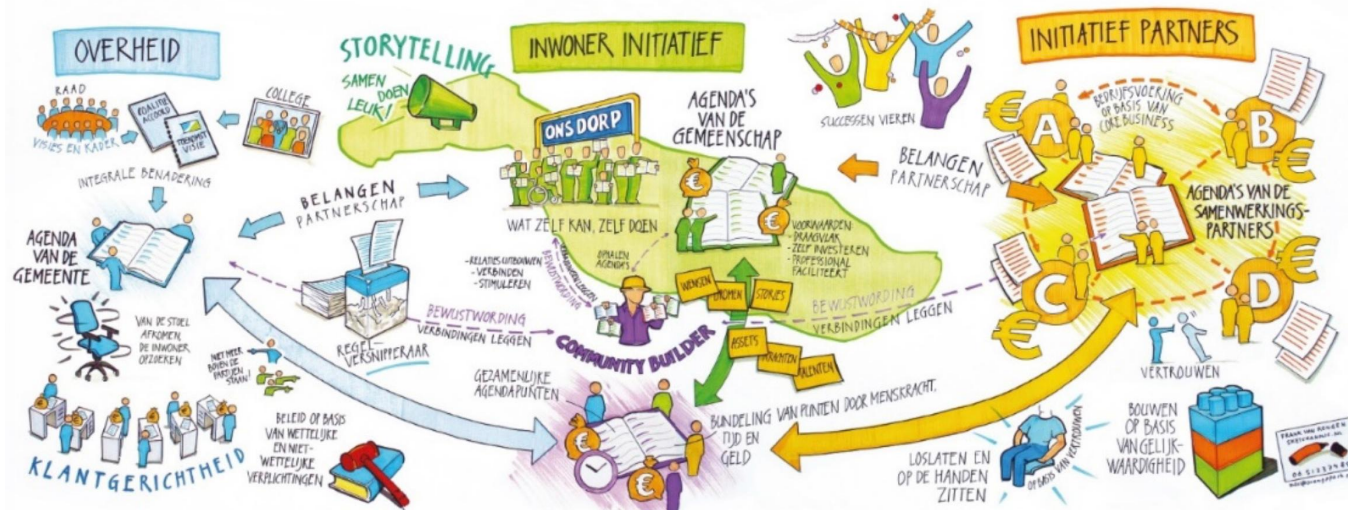 OVERHEID
RAAD
VISIES EN KADER
COALITIE
ACCOORD
TOEKOMST
VISIE
COLLEGE
INTEGRALE BENADERING
AGENDA
VAN DE
GEMEENTE
BELANGEN
PARTNERSCHAP
VAN DE STOEL
AFKOMEN,
DE INWONER
OPZOEKEN
NIET MEER
BOVEN DE
PARTIJEN
STAAN!
KLANTGERICHTHEID
BELEID OP BASIS
VAN WETTELIJKE
EN NIET-
WETTELIJKE
VERPLICHTINGEN
REGEL-
VERSNIPPERAAR
BEWUSTWORDING
VERBINDINGEN LEGGEN
STORYTELLING
SAMEN
DOEN
LEUK!
INWONER INITIATIEF
ONS DORP
WAT ZELF KAN, ZELF DOEN
AGENDA'S
VAN DE
GEMEENSCHAP
VOORWAARDEN
- DRAAGVLAK
- ZELF INVESTEREN
- PROFESSIONAL
FACILITEERT
-RELATIES UITBOUWEN
-VERBINDEN
-STIMULEREN
BEWUSTWORDING
OPHALEN
AGENDA'S
COMMUNITY BUILDER
WENSEN
DROMEN
STORIES
ASSETS
KRACHTEN
TALENTEN
GEZAMENLIJKE
AGENDAPUNTEN
BUNDELING VAN PUNTEN DOOR MENSKRACHT,
TIJD EN
GELD
SUCCESSEN VIEREN
BELANGEN
PARTNERSCHAP
BEWUSTWORDING
VERBINDINGEN LEGGEN
INITIATIEF PARTNERS
A
B
C
D
BEDRIJFSVOERING
OP BASIS VAN
CORE BUSINESS
AGENDA'S VAN DE
SAMENWERKINGS-
PARTNERS
VERTROUWEN
LOSLATEN EN
OP DE HANDEN
ZITTEN
OP BASIS VAN VERTROUWEN
BOUWEN
OP BASIS
VAN GELIJK-
WAARDIGHEID